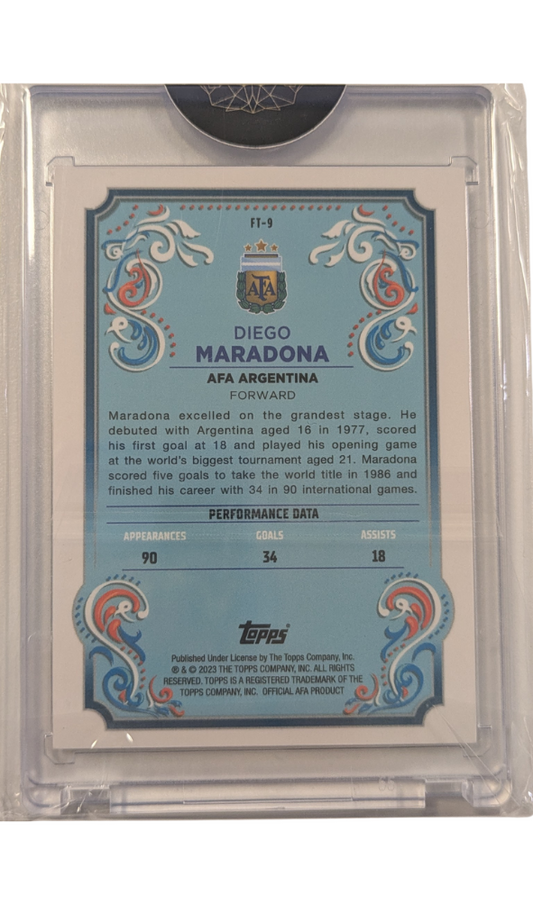 FT-9
AFA
DIEGO
MARADONA
AFA ARGENTINA
FORWARD
Maradona excelled on the grandest stage. He
debuted with Argentina aged 16 in 1977, scored
his first goal at 18 and played his opening game
at the world's biggest tournament aged 21. Maradona
scored five goals to take the world title in 1986 and
finished his career with 34 in 90 international games.
PERFORMANCE DATA
APPEARANCES GOALS ASSISTS
90 34 18
topps®
Published Under License by The Topps Company, Inc.
® & © 2023 THE TOPPS COMPANY, INC. ALL RIGHTS
RESERVED. TOPPS IS A REGISTERED TRADEMARK OF THE
TOPPS COMPANY, INC. OFFICIAL AFA PRODUCT